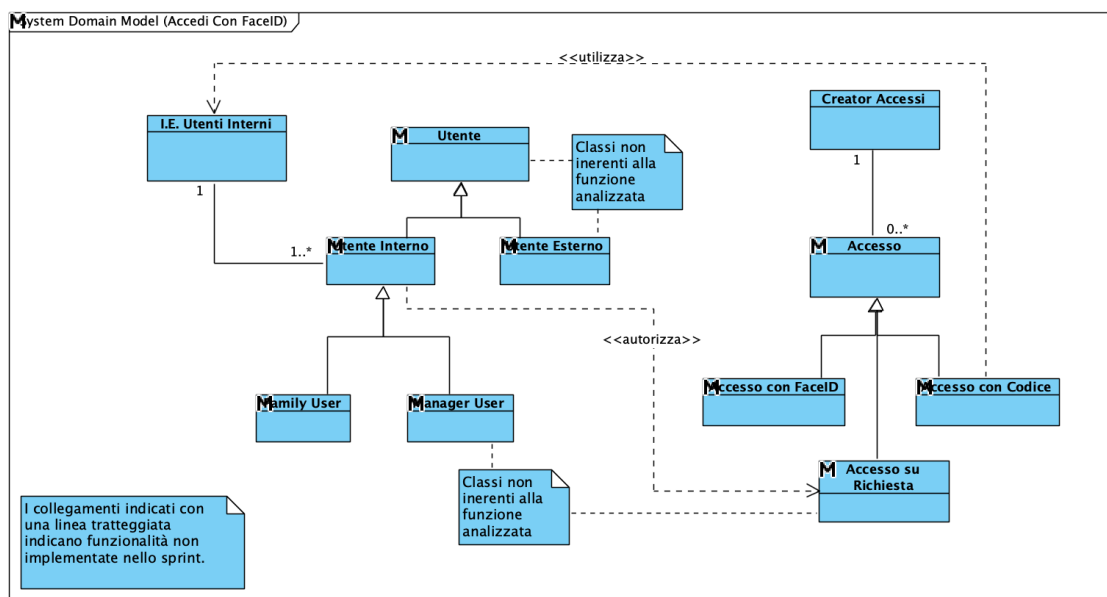 System Domain Model (Accedi Con FaceID)
<<utilizza>>
I.E. Utenti Interni
Utente
Classi non
inerenti alla
funzione
analizzata
Creator Accessi
1
1
1..*
0..*
Utente Interno
Utente Esterno
Accesso
<<autorizza>>
Family User
Manager User
Accesso con FaceID
Accesso con Codice
Accesso su
Richiesta
Classi non
inerenti alla
funzione
analizzata
I collegamenti indicati con
una linea tratteggiata
indicano funzionalità non
implementate nello sprint.
M
M
M
M
M
M
M
M
M
M